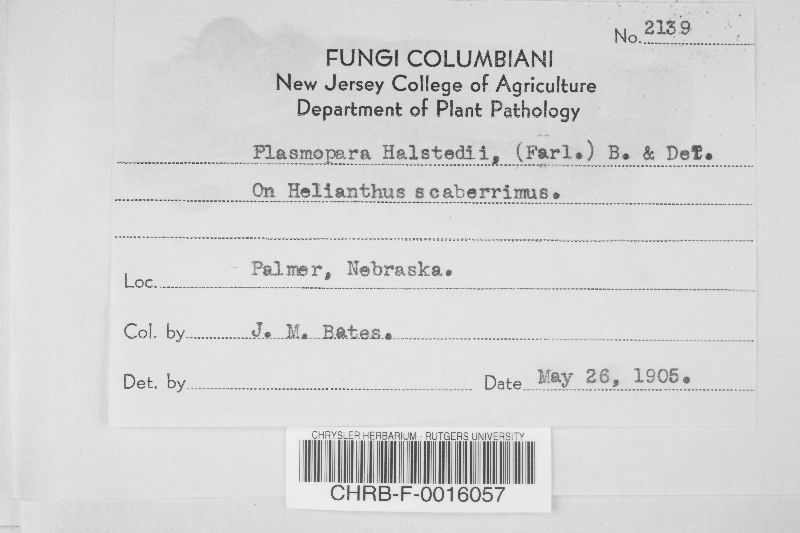 No. 2139
FUNGI COLUMBIANI
New Jersey College of Agriculture
Department of Plant Pathology
Plasmopara Halstedii, (Farl.) B. & Det.
On Helianthus scaberrimus.
Loc. Palmer, Nebraska.
Col. by J. M. Bates.
Det. by Date May 26, 1905.
CHRYSLER HERBARIUM - RUTGERS UNIVERSITY
CHRB-F-0016057